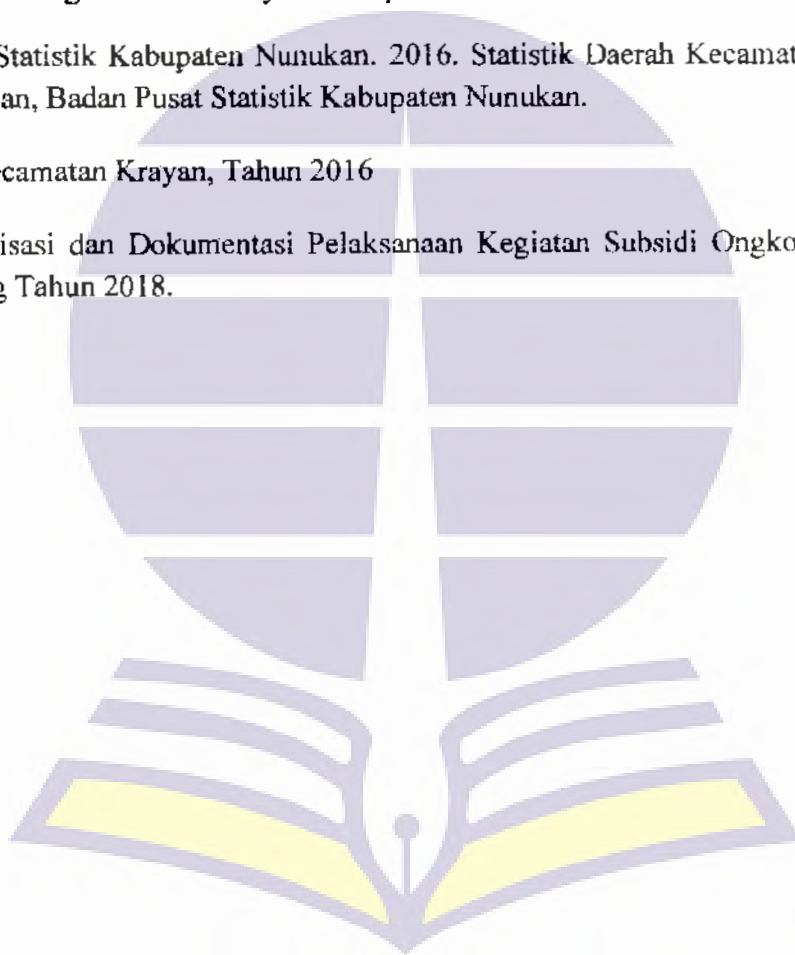 Statistik Kabupaten Nunukan. 2016. Statistik Daerah Kecamat
an, Badan Pusat Statistik Kabupaten Nunukan.
camatan Krayan, Tahun 2016
isasi dan Dokumentasi Pelaksanaan Kegiatan Subsidi Ongko
g Tahun 2018.